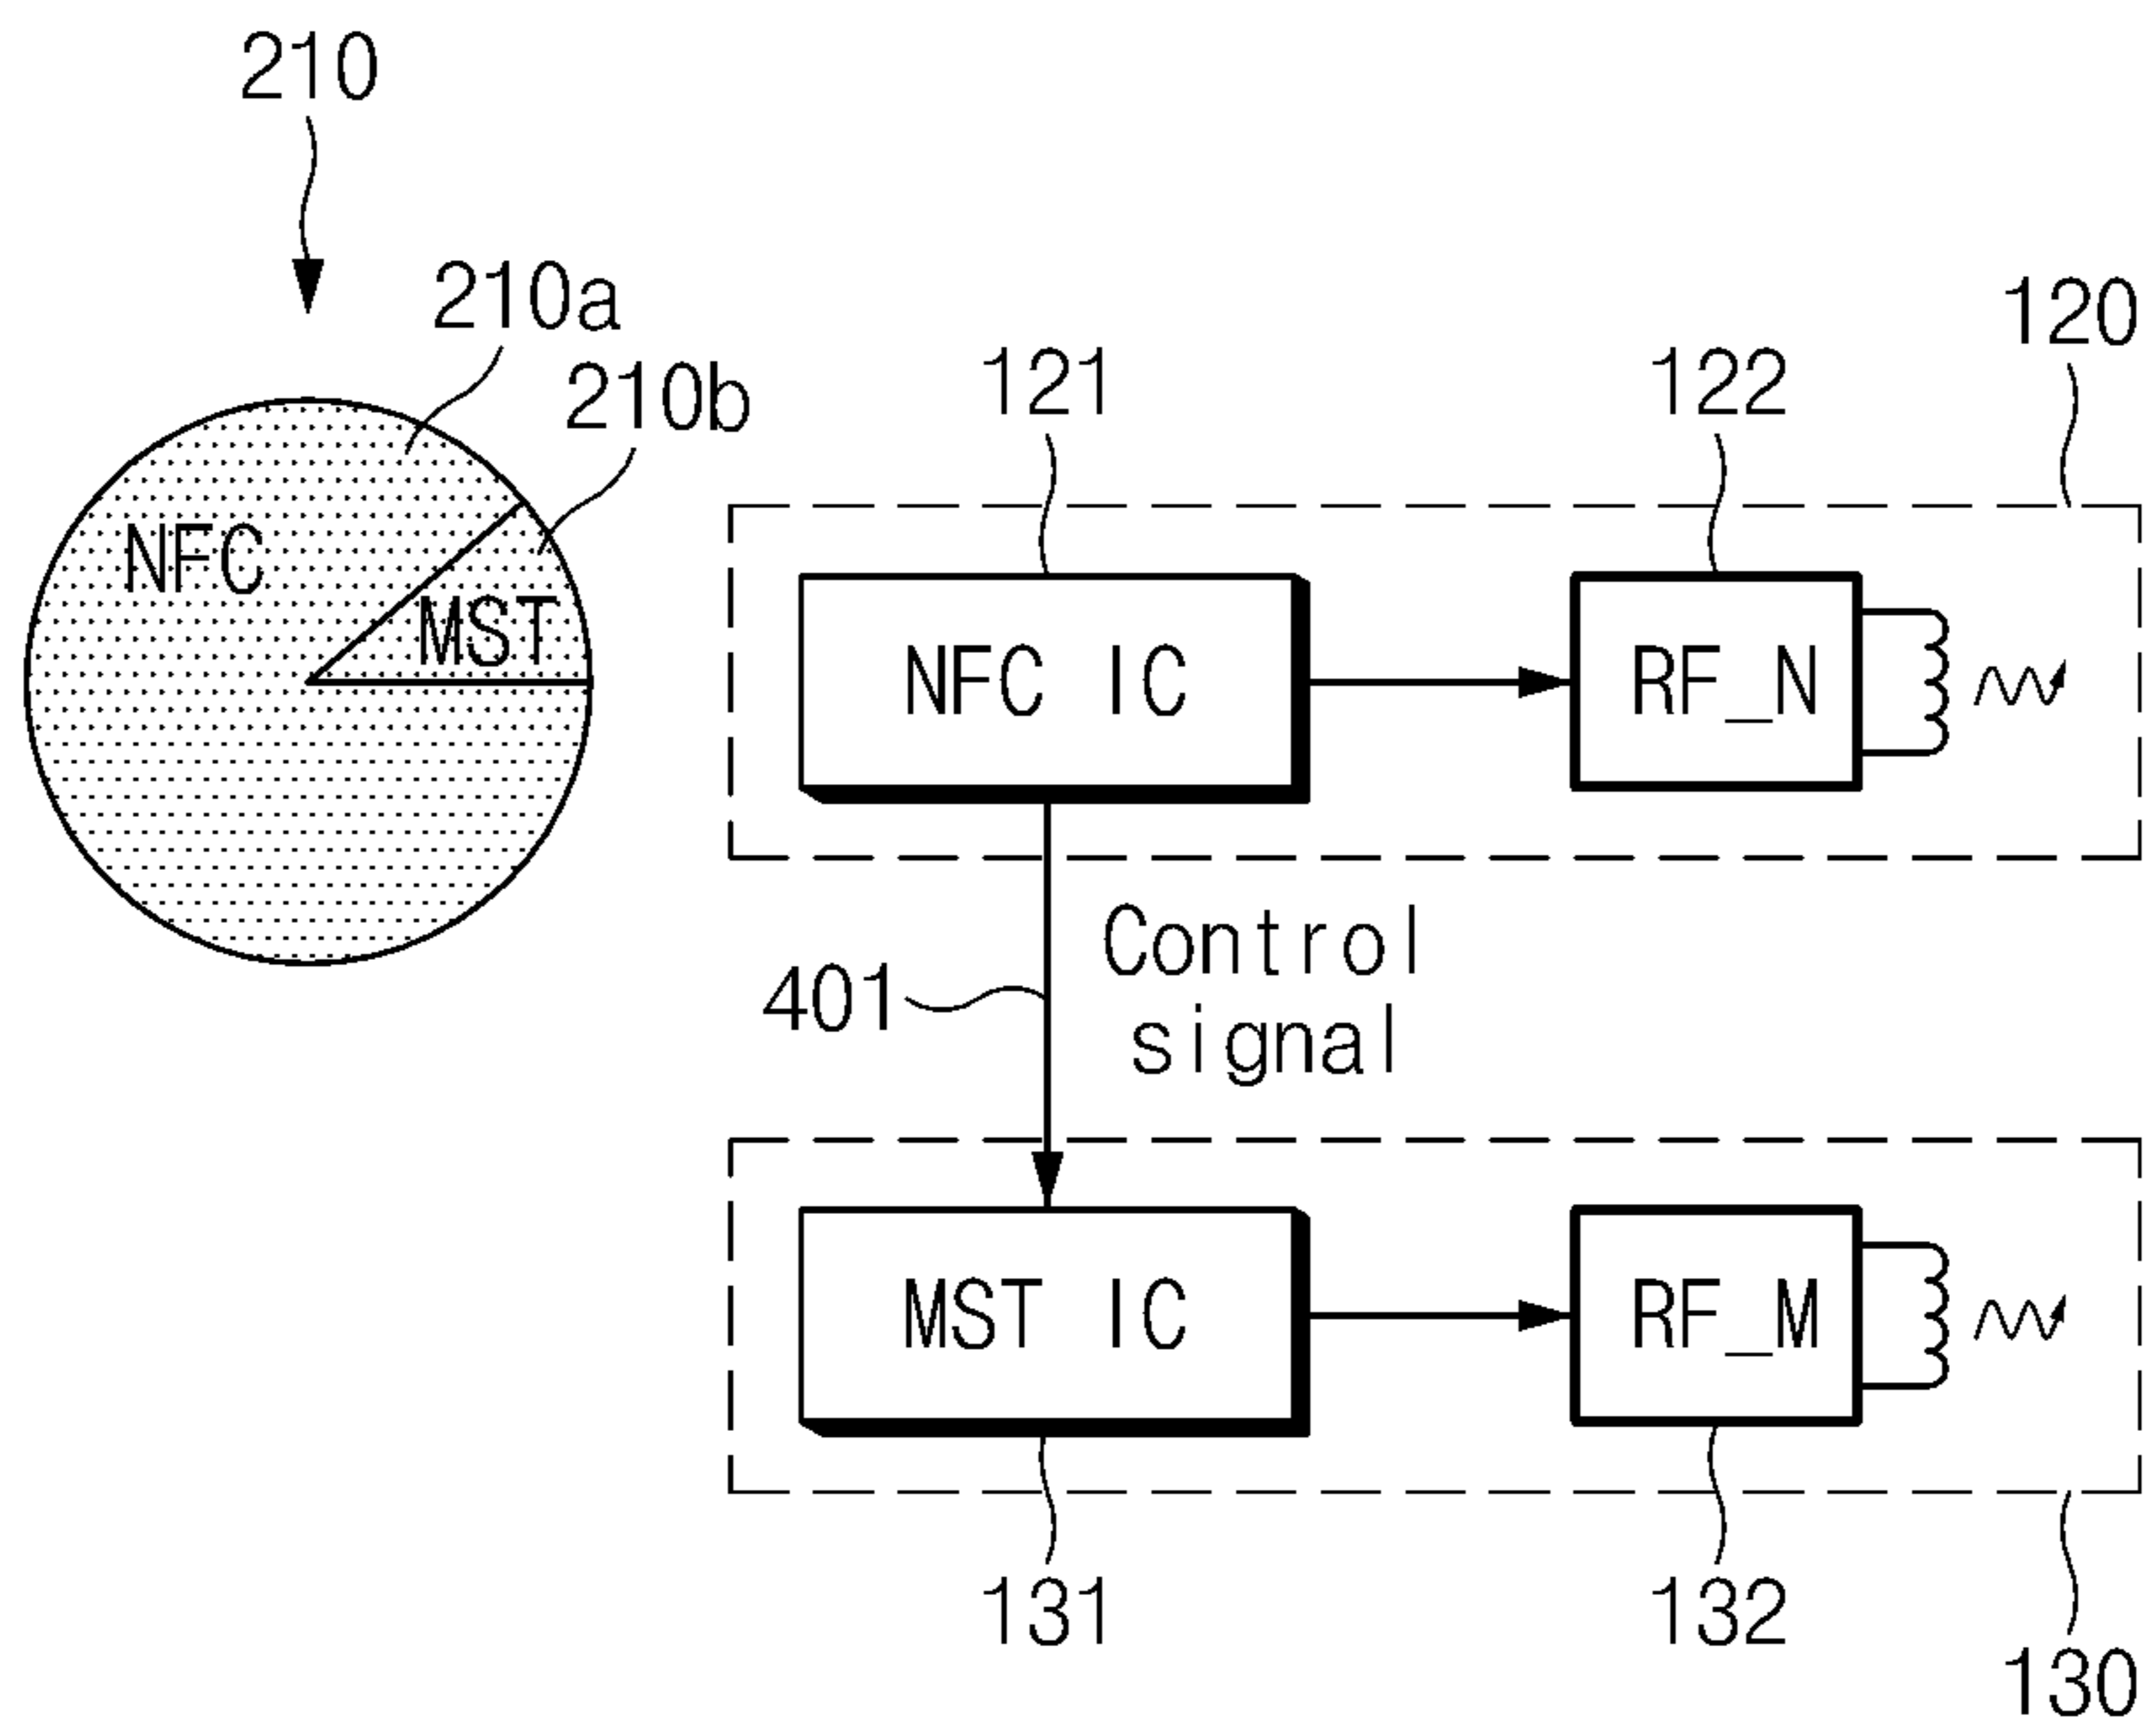 210
210a
210b
120
121
122
NFC
MST
NFC IC
RF_N
Control
signal
401
MST IC
RF_M
131
132
130